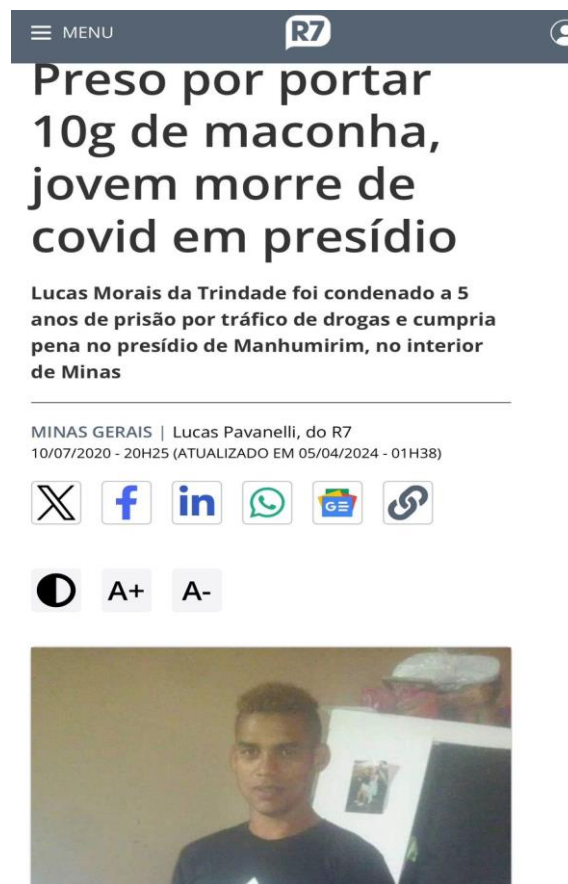 MENU
R7
Preso por portar
10g de maconha,
jovem morre de
covid em presídio
Lucas Morais da Trindade foi condenado a 5
anos de prisão por tráfico de drogas e cumpria
pena no presídio de Manhumirim, no interior
de Minas
MINAS GERAIS | Lucas Pavanelli, do R7
10/07/2020 - 20H25 (ATUALIZADO EM 05/04/2024 - 01H38)
X f in GE
A+ A-